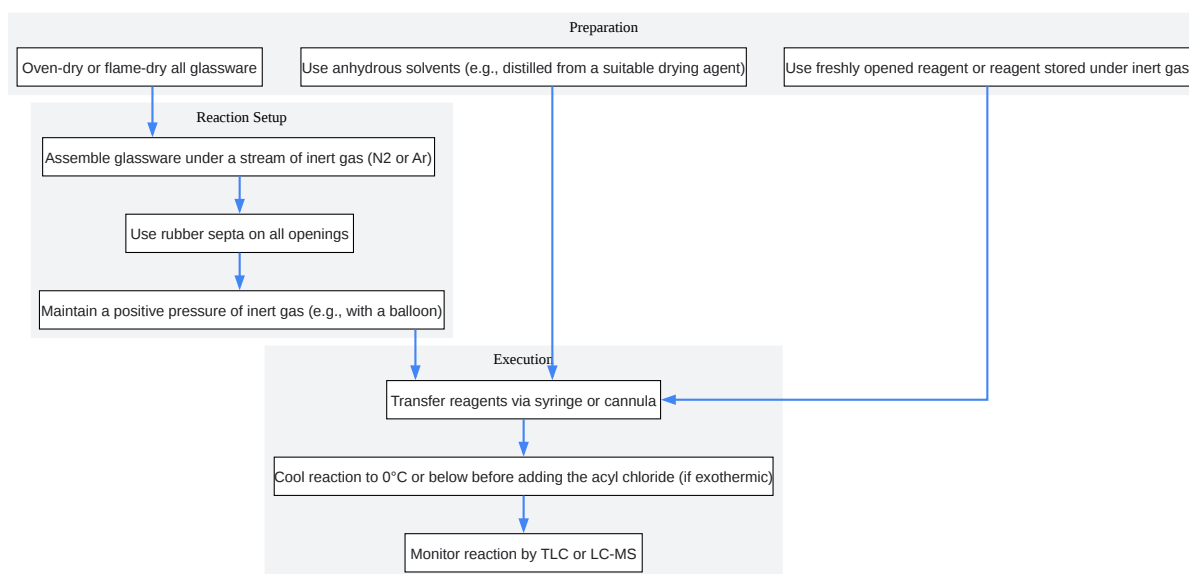 Preparation
Oven-dry or flame-dry all glassware
Use anhydrous solvents (e.g., distilled from a suitable drying agent)
Use freshly opened reagent or reagent stored under inert gas
Reaction Setup
Assemble glassware under a stream of inert gas (N2 or Ar)
Use rubber septa on all openings
Maintain a positive pressure of inert gas (e.g., with a balloon)
Execution
Transfer reagents via syringe or cannula
Cool reaction to 0°C or below before adding the acyl chloride (if exothermic)
Monitor reaction by TLC or LC-MS